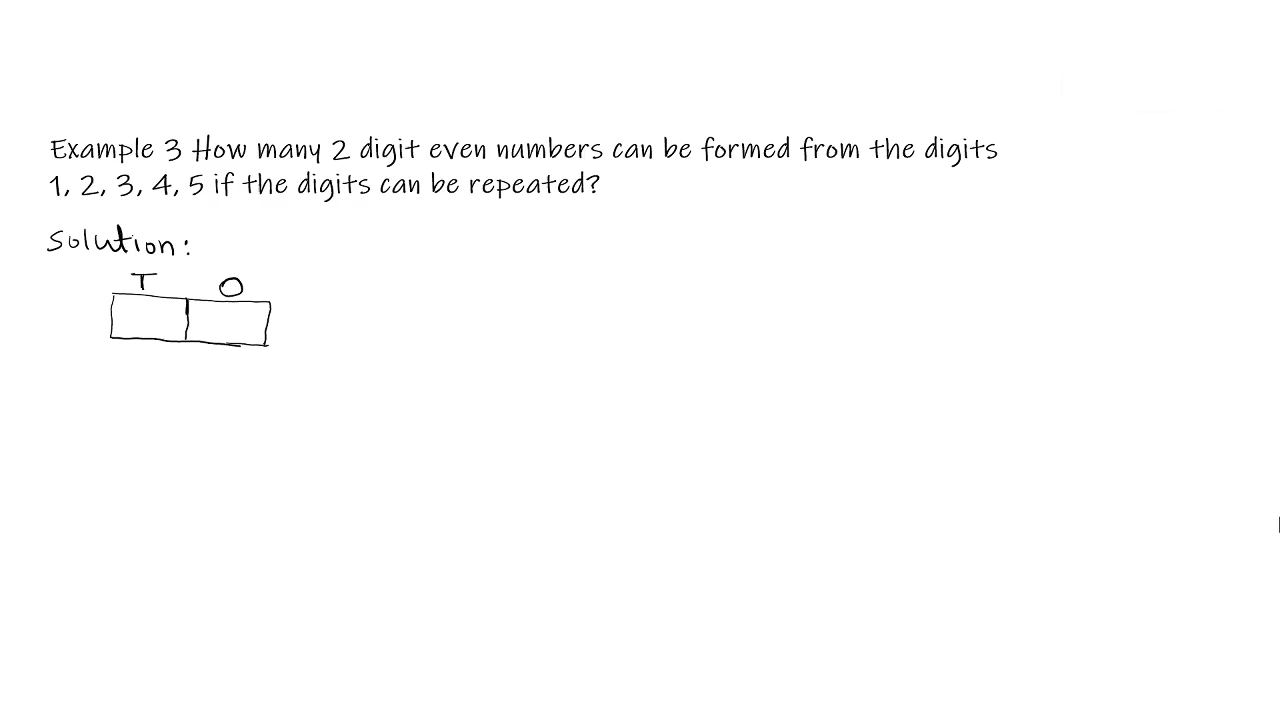 Example 3 How many 2 digit even numbers can be formed from the digits
1, 2, 3, 4, 5 if the digits can be repeated?
Solution:
T O